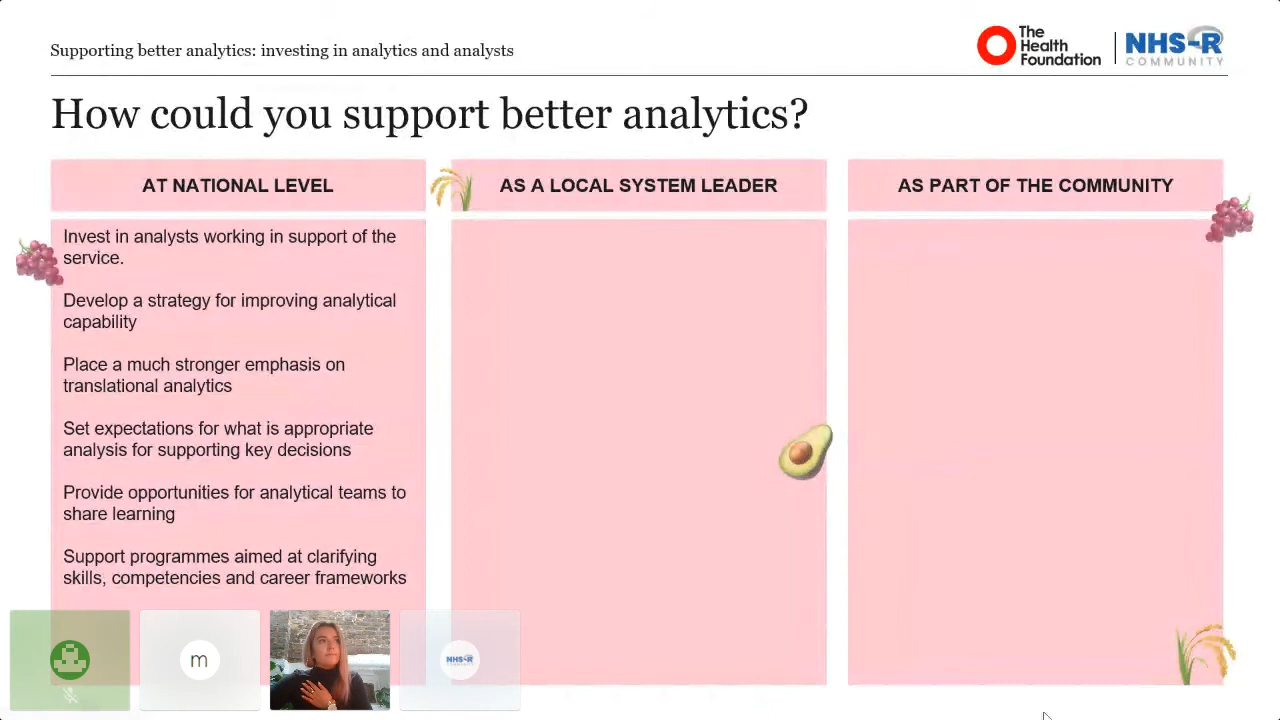 Supporting better analytics: investing in analytics and analysts
The
Health
Foundation
NHS-R
COMMUNITY
How could you support better analytics?
AT NATIONAL LEVEL
Invest in analysts working in support of the
service.
Develop a strategy for improving analytical
capability
Place a much stronger emphasis on
translational analytics
Set expectations for what is appropriate
analysis for supporting key decisions
Provide opportunities for analytical teams to
share learning
Support programmes aimed at clarifying
skills, competencies and career frameworks
AS A LOCAL SYSTEM LEADER
AS PART OF THE COMMUNITY
m
NHS-R
COMMUNITY